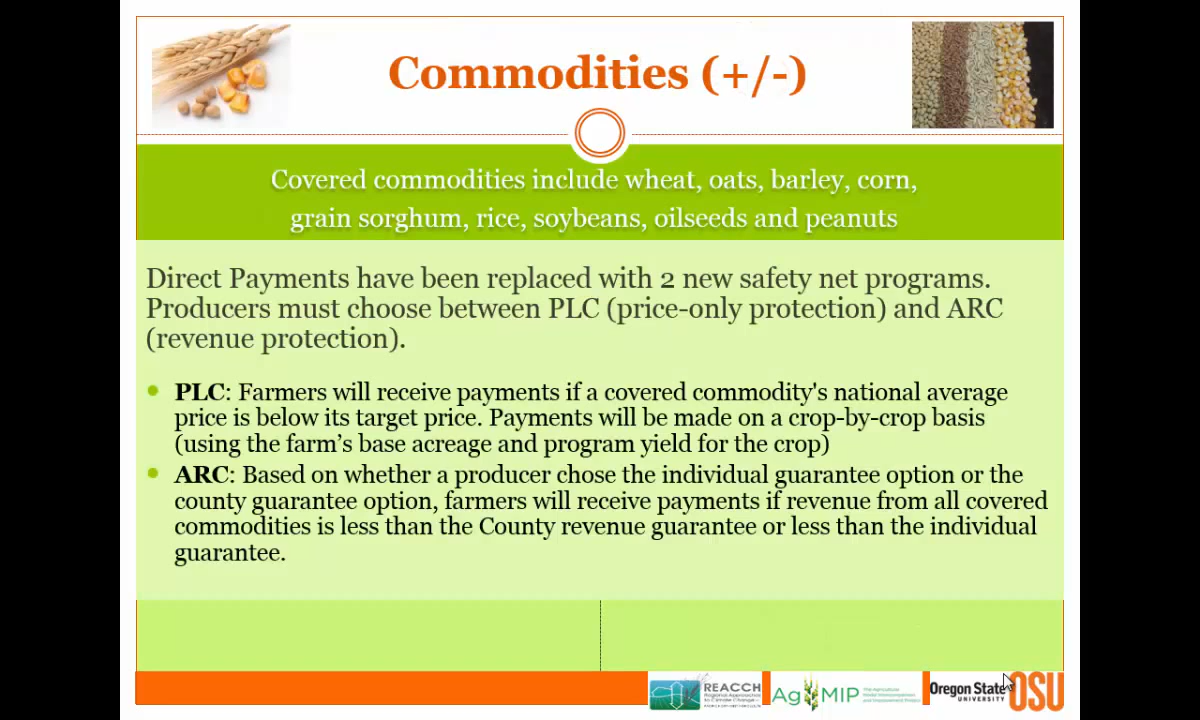 Commodities (+/-)
Covered commodities include wheat, oats, barley, corn,
grain sorghum, rice, soybeans, oilseeds and peanuts
Direct Payments have been replaced with 2 new safety net programs.
Producers must choose between PLC (price-only protection) and ARC
(revenue protection).
• PLC: Farmers will receive payments if a covered commodity's national average
price is below its target price. Payments will be made on a crop-by-crop basis
(using the farm’s base acreage and program yield for the crop)
• ARC: Based on whether a producer chose the individual guarantee option or the
county guarantee option, farmers will receive payments if revenue from all covered
commodities is less than the County revenue guarantee or less than the individual
guarantee.
REACCH
Regional Approaches
to Climate Change –
AgMIP
Oregon State
UNIVERSITY
OSU